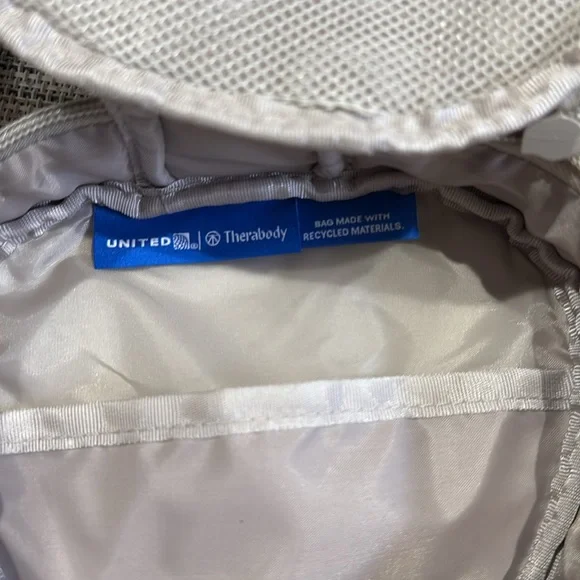 UNITED ® | Therabody
BAG MADE WITH
RECYCLED MATERIALS.